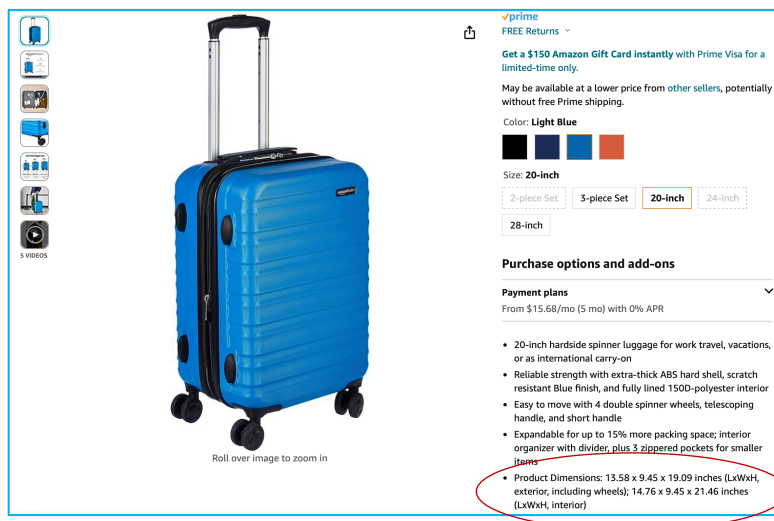 5 VIDEOS
Roll over image to zoom in
prime
FREE Returns
Get a $150 Amazon Gift Card instantly with Prime Visa for a
limited-time only.
May be available at a lower price from other sellers, potentially
without free Prime shipping.
Color: Light Blue
Size: 20-inch
2-piece Set
3-piece Set
20-inch
24-inch
28-inch
Purchase options and add-ons
Payment plans
From $15.68/mo (5 mo) with 0% APR
• 20-inch hardside spinner luggage for work travel, vacations,
or as international carry-on
• Reliable strength with extra-thick ABS hard shell, scratch
resistant Blue finish, and fully lined 150D-polyester interior
• Easy to move with 4 double spinner wheels, telescoping
handle, and short handle
• Expandable for up to 15% more packing space; interior
organizer with divider, plus 3 zippered pockets for smaller
items
• Product Dimensions: 13.58 x 9.45 x 19.09 inches (LxWxH,
exterior, including wheels); 14.76 x 9.45 x 21.46 inches
(LxWxH, interior)